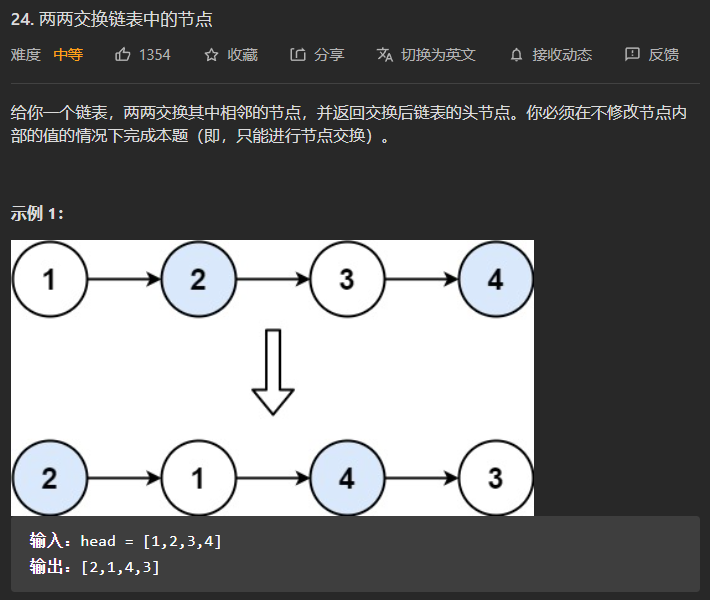 24. 两两交换链表中的节点
难度 中等 1354 收藏 分享 切换为英文 接收动态 反馈
给你一个链表，两两交换其中相邻的节点，并返回交换后链表的头节点。你必须在不修改节点内
部的值的情况下完成本题（即，只能进行节点交换）。
示例 1：
1 2 3 4
2 1 4 3
输入：head = [1,2,3,4]
输出：[2,1,4,3]